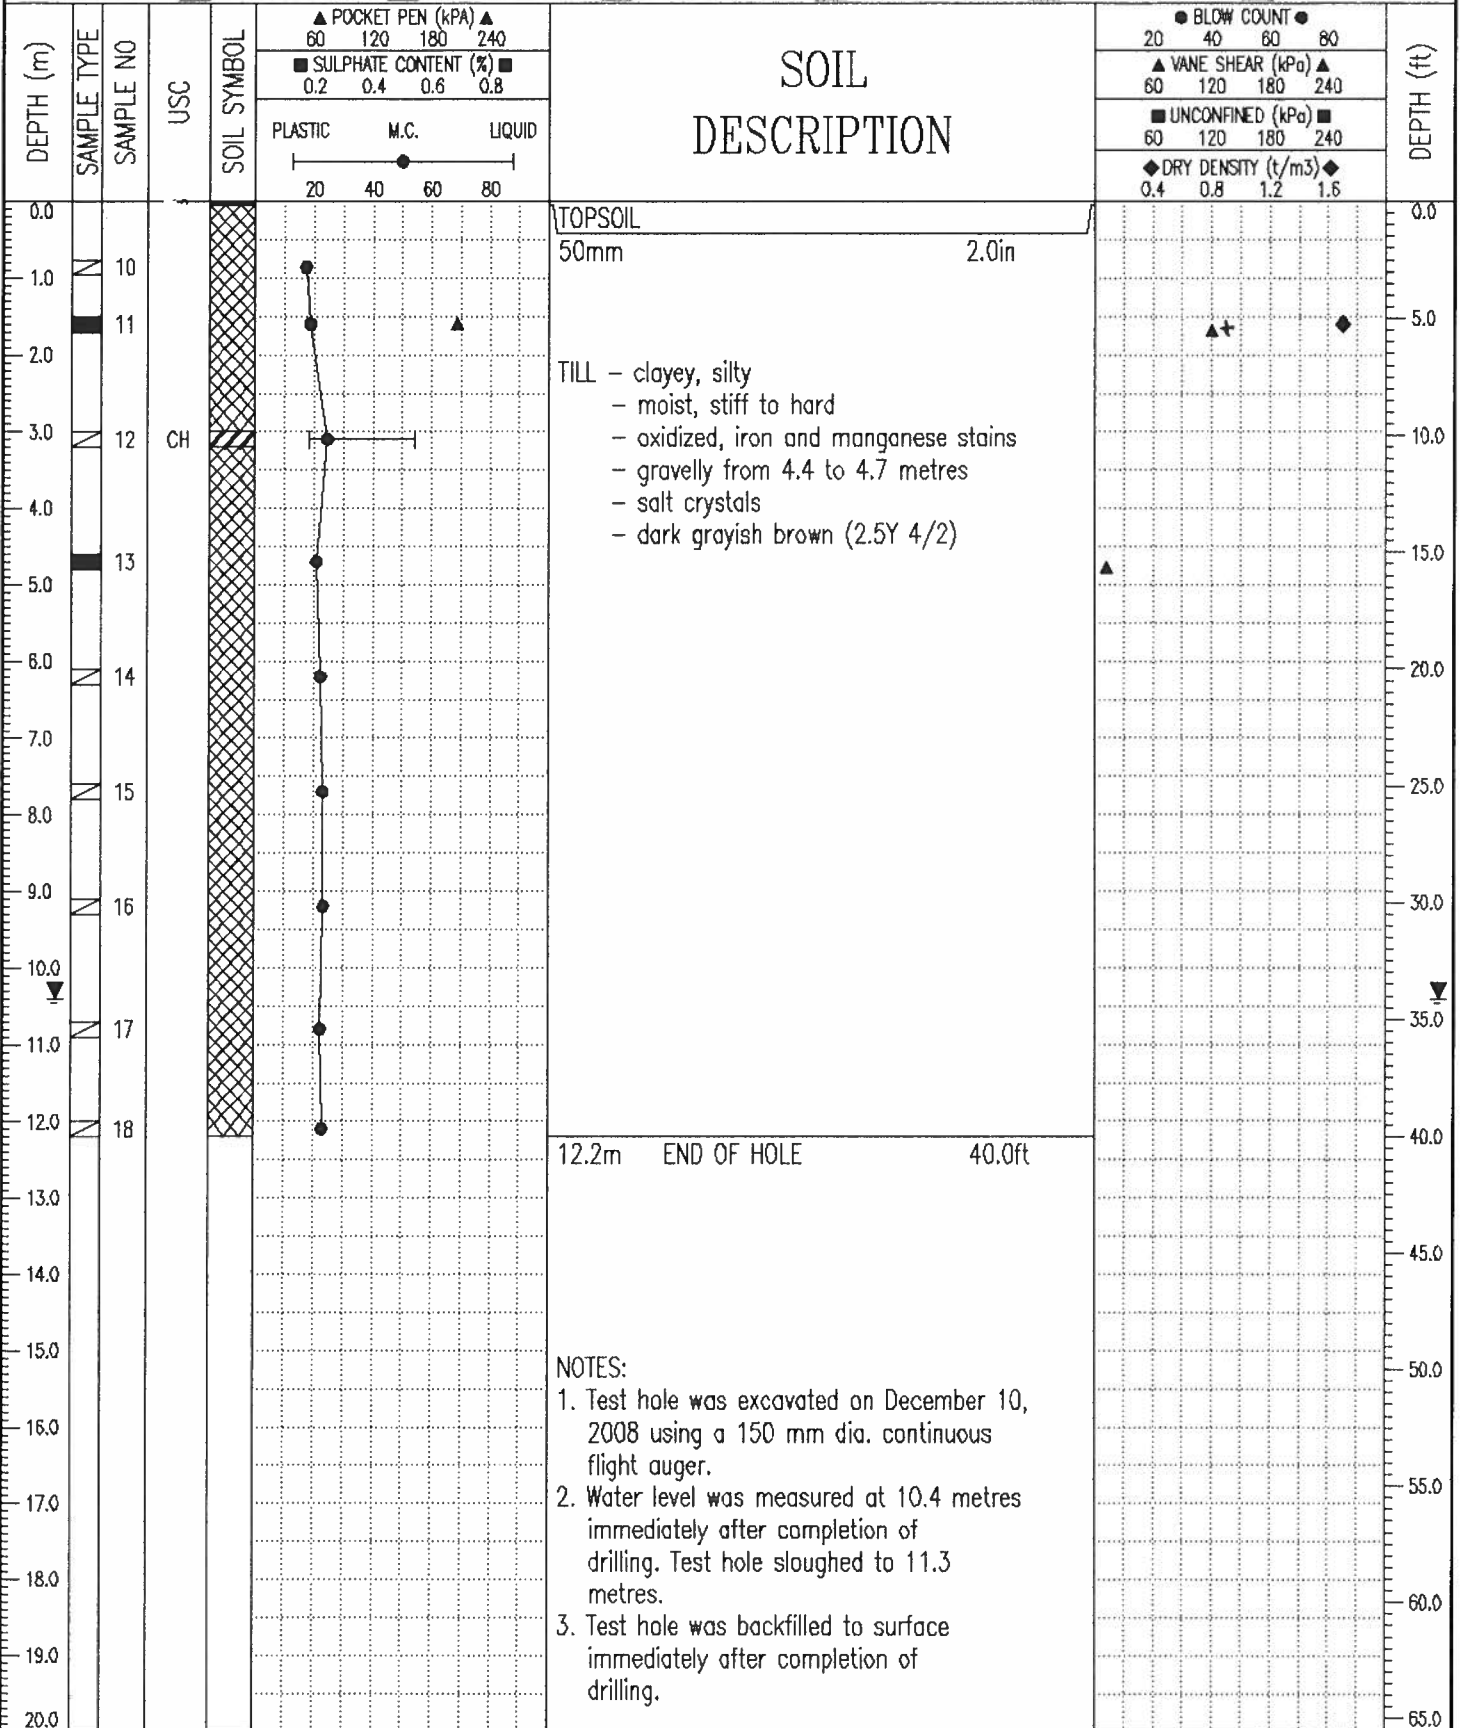 DEPTH (m)
SAMPLE TYPE
SAMPLE NO
USC
SOIL SYMBOL
▲ POCKET PEN (kPA) ▲
60 120 180 240
■ SULPHATE CONTENT (%) ■
0.2 0.4 0.6 0.8
PLASTIC M.C. LIQUID
20 40 60 80
SOIL
DESCRIPTION
● BLOW COUNT ●
20 40 60 80
▲ VANE SHEAR (kPa) ▲
60 120 180 240
■ UNCONFINED (kPa) ■
60 120 180 240
◆ DRY DENSITY (t/m3) ◆
0.4 0.8 1.2 1.6
DEPTH (ft)
0.0
1.0
2.0
3.0
4.0
5.0
6.0
7.0
8.0
9.0
10.0
11.0
12.0
13.0
14.0
15.0
16.0
17.0
18.0
19.0
20.0
10
11
12
13
14
15
16
17
18
CH
TOPSOIL
50mm 2.0in
TILL – clayey, silty
– moist, stiff to hard
– oxidized, iron and manganese stains
– gravelly from 4.4 to 4.7 metres
– salt crystals
– dark grayish brown (2.5Y 4/2)
12.2m END OF HOLE 40.0ft
NOTES:
1. Test hole was excavated on December 10,
2008 using a 150 mm dia. continuous
flight auger.
2. Water level was measured at 10.4 metres
immediately after completion of
drilling. Test hole sloughed to 11.3
metres.
3. Test hole was backfilled to surface
immediately after completion of
drilling.
0.0
5.0
10.0
15.0
20.0
25.0
30.0
35.0
40.0
45.0
50.0
55.0
60.0
65.0